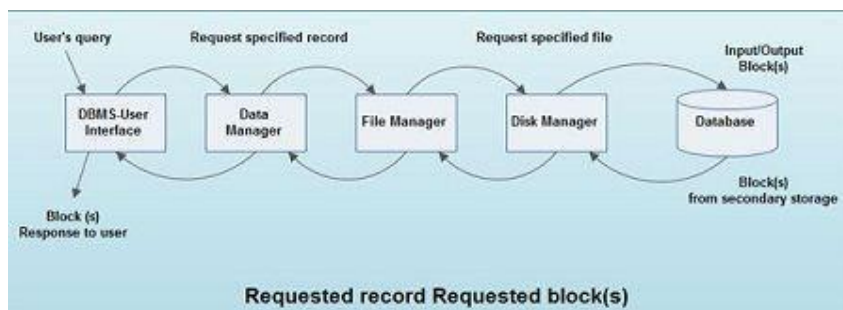 User's query
Request specified record
Request specified file
Input/Output
Block(s)
DBMS-User
Interface
Data
Manager
File Manager
Disk Manager
Database
Block (s)
Response to user
Block(s)
from secondary storage
Requested record Requested block(s)